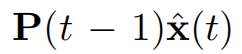 P(t − 1)x̂(t)